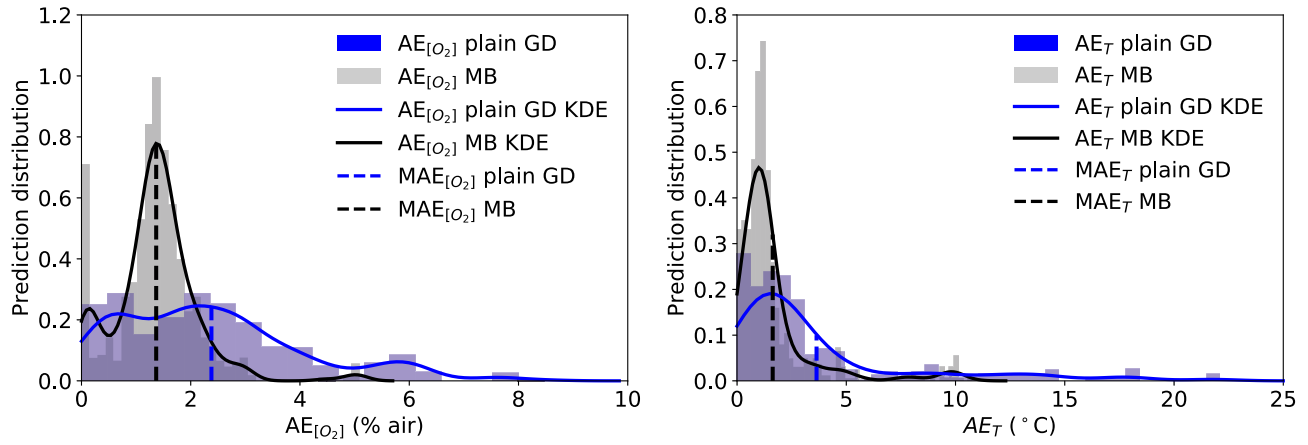 1.2
1.0
0.8
0.6
0.4
0.2
0.0
Prediction distribution
AE[O2] plain GD
AE[O2] MB
AE[O2] plain GD KDE
AE[O2] MB KDE
MAE[O2] plain GD
MAE[O2] MB
0 2 4 6 8 10
AE[O2] (% air)
0.8
0.7
0.6
0.5
0.4
0.3
0.2
0.1
0.0
Prediction distribution
AET plain GD
AET MB
AET plain GD KDE
AET MB KDE
MAET plain GD
MAET MB
0 5 10 15 20 25
AET (°C)